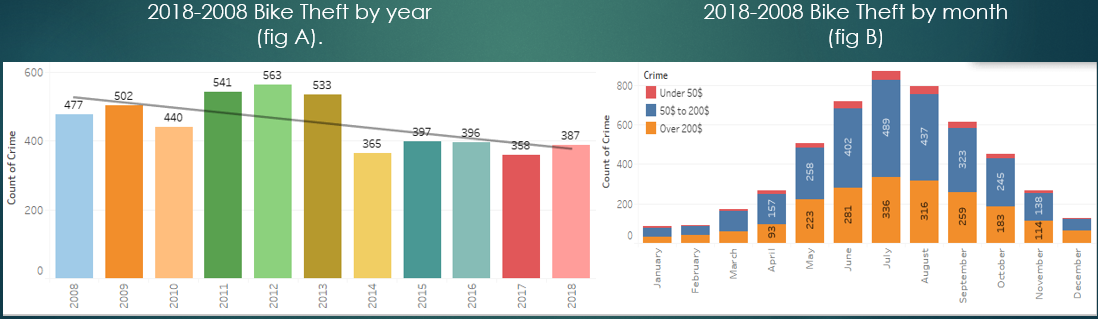 2018-2008 Bike Theft by year
(fig A).
2018-2008 Bike Theft by month
(fig B)
Count of Crime
600
400
200
0
477
502
440
541
563
533
365
397
396
358
387
2008
2009
2010
2011
2012
2013
2014
2015
2016
2017
2018
Count of Crime
800
600
400
200
0
Crime
Under 50$
50$ to 200$
Over 200$
157
93
258
223
402
281
489
336
437
316
323
259
245
183
138
114
January
February
March
April
May
June
July
August
September
October
November
December